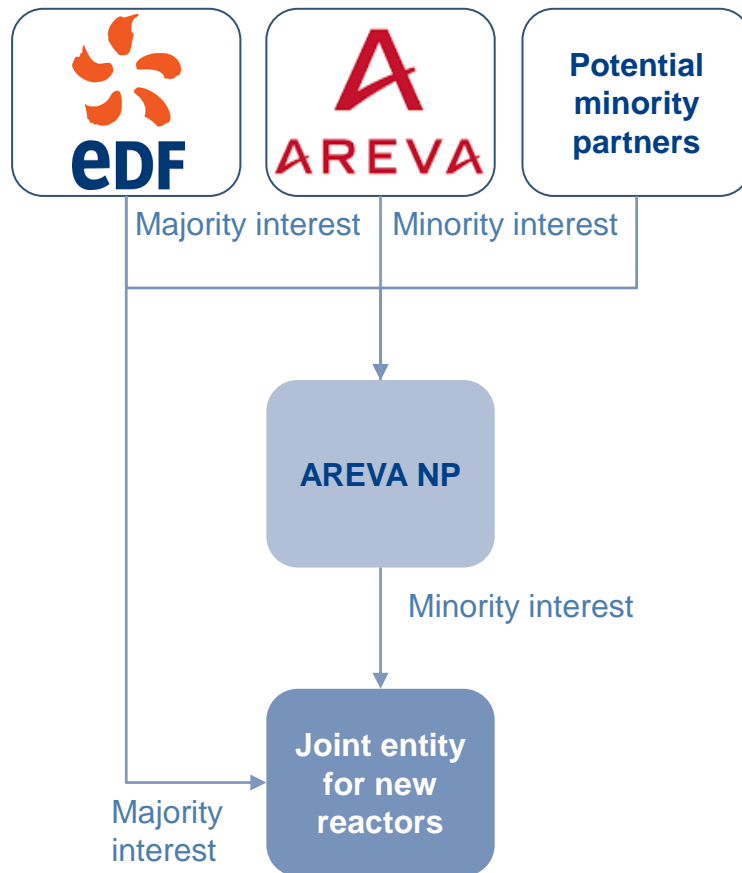 eDF
AREVA
Potential
minority
partners
Majority interest
Minority interest
AREVA NP
Minority interest
Joint entity
for new
reactors
Majority
interest